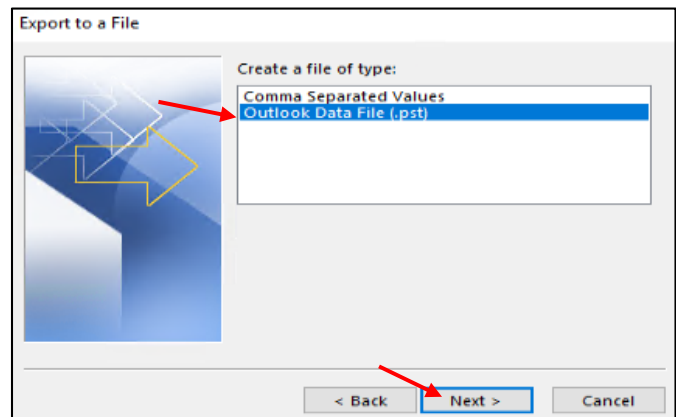 Export to a File
Create a file of type:
Comma Separated Values
Outlook Data File (.pst)
< Back Next > Cancel